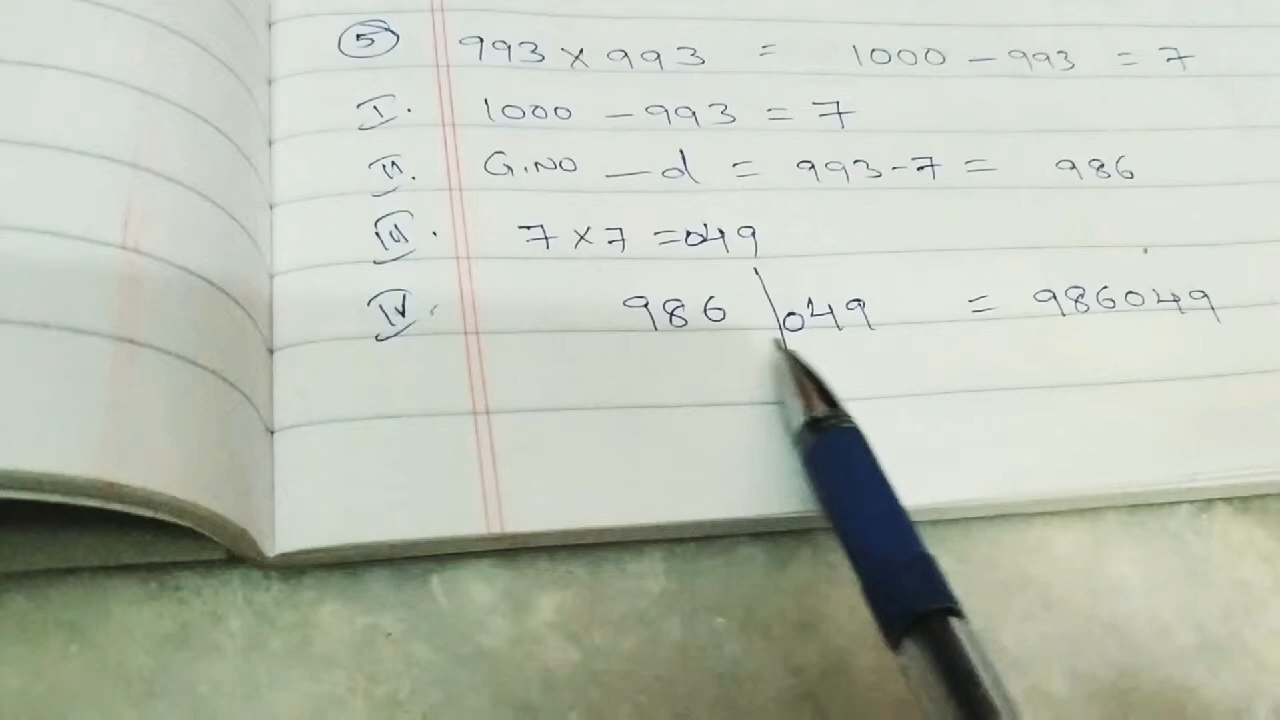 ⑤ 993 × 993 = 1000 - 993 = 7
I. 1000 - 993 = 7
II. G.NO - d = 993 - 7 = 986
III. 7 × 7 = 049
IV. 986 \ 049 = 986049